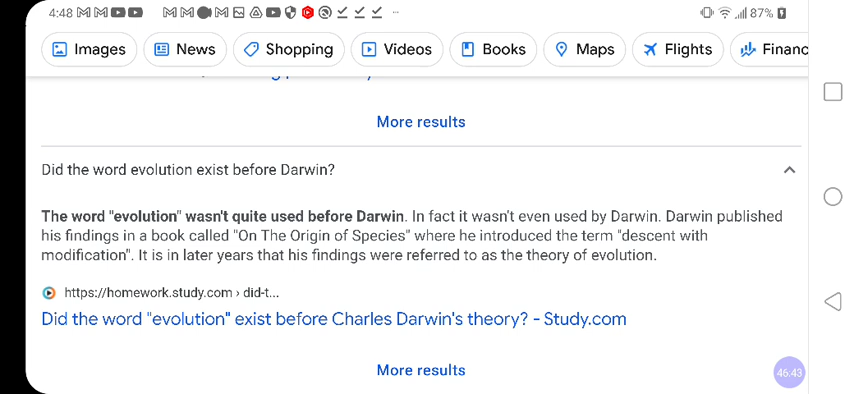 4:48
87%
Images
News
Shopping
Videos
Books
Maps
Flights
Financ
More results
Did the word evolution exist before Darwin?
The word "evolution" wasn't quite used before Darwin. In fact it wasn't even used by Darwin. Darwin published
his findings in a book called "On The Origin of Species" where he introduced the term "descent with
modification". It is in later years that his findings were referred to as the theory of evolution.
https://homework.study.com › did-t...
Did the word "evolution" exist before Charles Darwin's theory? - Study.com
More results
46:43